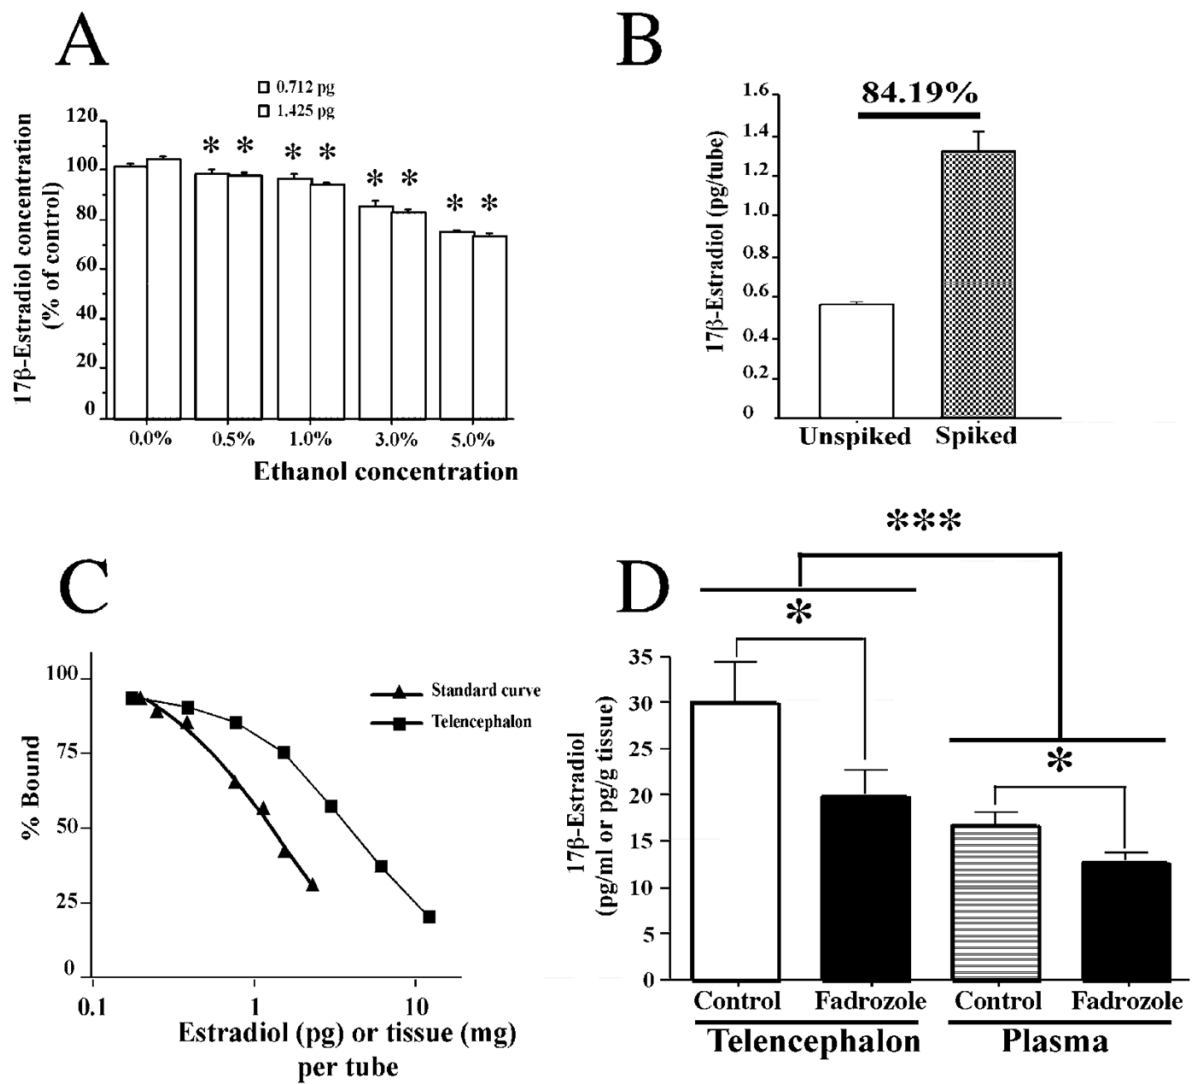 A
0.712 pg
1.425 pg
17β-Estradiol concentration
(% of control)
120
100
80
60
40
20
0
* * * * * * * *
0.0% 0.5% 1.0% 3.0% 5.0%
Ethanol concentration
B
84.19%
17β-Estradiol (pg/tube)
1.6
1.4
1.2
1.0
0.8
0.6
0.4
0.2
0
Unspiked Spiked
C
% Bound
100
75
50
25
0
Standard curve
Telencephalon
0.1 1 10
Estradiol (pg) or tissue (mg)
per tube
D
***
*
*
17β-Estradiol
(pg/ml or pg/g tissue)
35
30
25
20
15
10
5
0
Control Fadrozole Control Fadrozole
Telencephalon Plasma